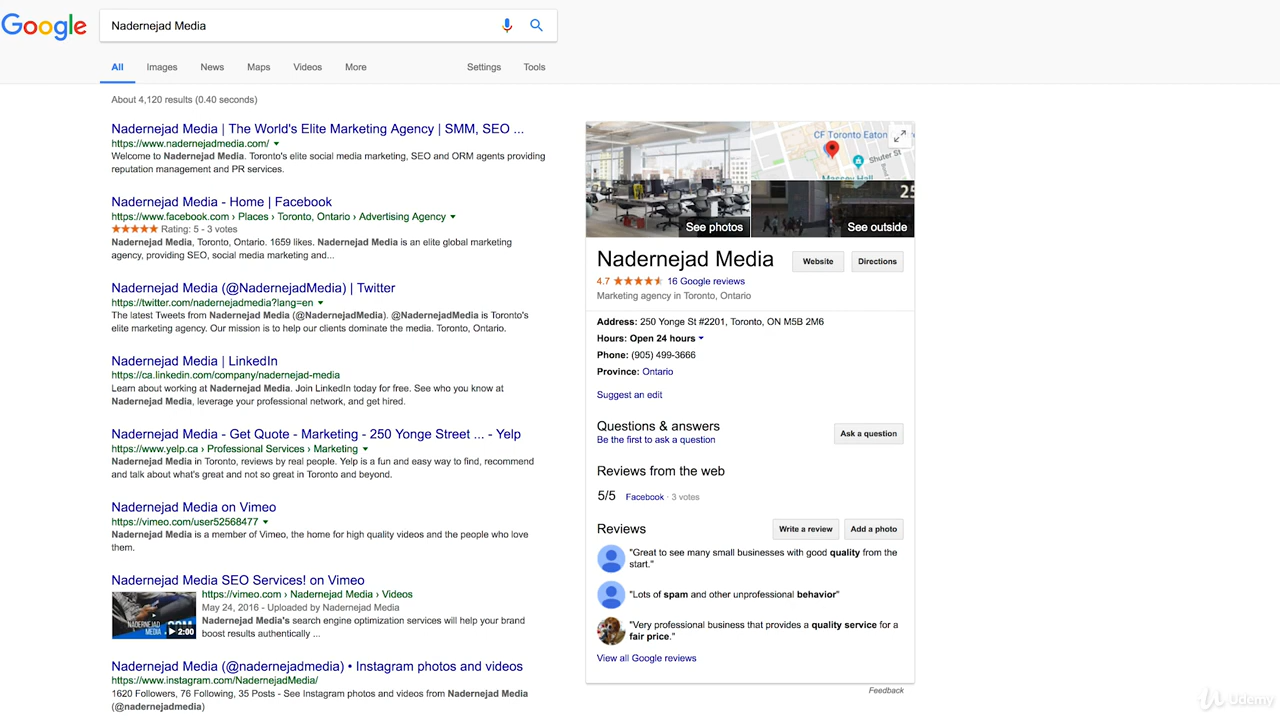 Google
Nadernejad Media
All Images News Maps Videos More Settings Tools
About 4,120 results (0.40 seconds)
Nadernejad Media | The World's Elite Marketing Agency | SMM, SEO ...
https://www.nadernejadmedia.com/
Welcome to Nadernejad Media. Toronto's elite social media marketing, SEO and ORM agents providing
reputation management and PR services.
Nadernejad Media - Home | Facebook
https://www.facebook.com › Places › Toronto, Ontario › Advertising Agency
Rating: 5 - 3 votes
Nadernejad Media, Toronto, Ontario. 1659 likes. Nadernejad Media is an elite global marketing
agency, providing SEO, social media marketing and...
Nadernejad Media (@NadernejadMedia) | Twitter
https://twitter.com/nadernejadmedia?lang=en
The latest Tweets from Nadernejad Media (@NadernejadMedia). @NadernejadMedia is Toronto's
elite marketing agency. Our mission is to help our clients dominate the media. Toronto, Ontario.
Nadernejad Media | LinkedIn
https://ca.linkedin.com/company/nadernejad-media
Learn about working at Nadernejad Media. Join LinkedIn today for free. See who you know at
Nadernejad Media, leverage your professional network, and get hired.
Nadernejad Media - Get Quote - Marketing - 250 Yonge Street ... - Yelp
https://www.yelp.ca › Professional Services › Marketing
Nadernejad Media in Toronto, reviews by real people. Yelp is a fun and easy way to find, recommend
and talk about what's great and not so great in Toronto and beyond.
Nadernejad Media on Vimeo
https://vimeo.com/user52568477
Nadernejad Media is a member of Vimeo, the home for high quality videos and the people who love
them.
Nadernejad Media SEO Services! on Vimeo
https://vimeo.com › Nadernejad Media › Videos
May 24, 2016 - Uploaded by Nadernejad Media
Nadernejad Media's search engine optimization services will help your brand
boost results authentically ...
NADERNEJAD
MEDIA
2:00
Nadernejad Media (@nadernejadmedia) • Instagram photos and videos
https://www.instagram.com/NadernejadMedia/
1620 Followers, 76 Following, 35 Posts - See Instagram photos and videos from Nadernejad Media
(@nadernejadmedia)
CF Toronto Eaton
Shuter St
Massey Hall
25
See photos See outside
Nadernejad Media Website Directions
4.7 16 Google reviews
Marketing agency in Toronto, Ontario
Address: 250 Yonge St #2201, Toronto, ON M5B 2M6
Hours: Open 24 hours
Phone: (905) 499-3666
Province: Ontario
Suggest an edit
Questions & answers
Be the first to ask a question
Ask a question
Reviews from the web
5/5 Facebook · 3 votes
Reviews Write a review Add a photo
"Great to see many small businesses with good quality from the
start."
"Lots of spam and other unprofessional behavior"
"Very professional business that provides a quality service for a
fair price."
View all Google reviews
Feedback
Udemy